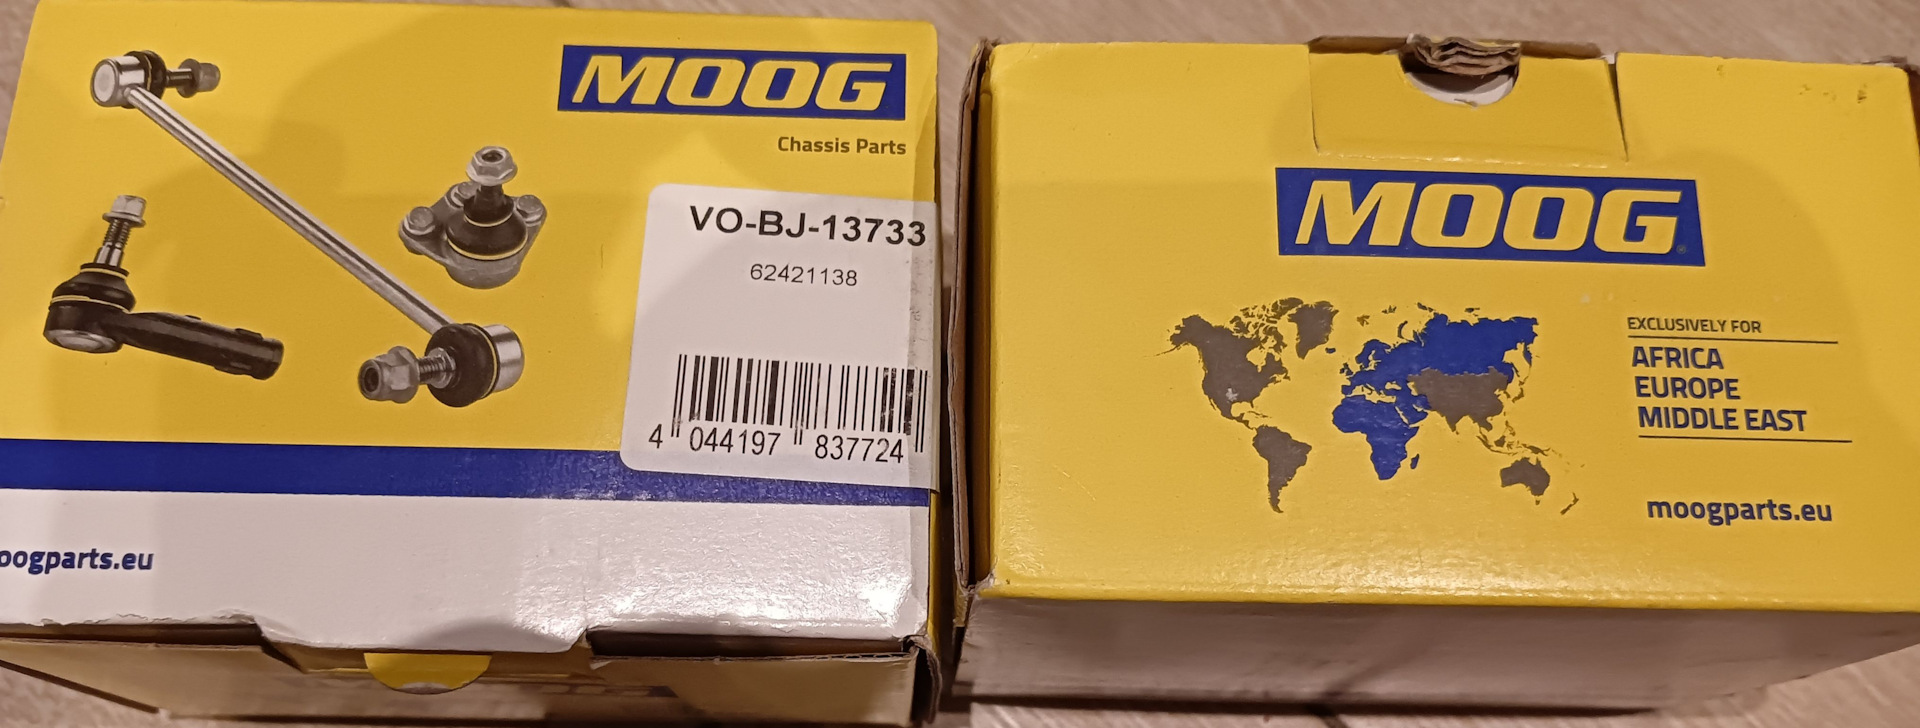 MOOG
Chassis Parts
VO-BJ-13733
62421138
4 044197 837724
oogparts.eu
MOOG
EXCLUSIVELY FOR
AFRICA
EUROPE
MIDDLE EAST
moogparts.eu